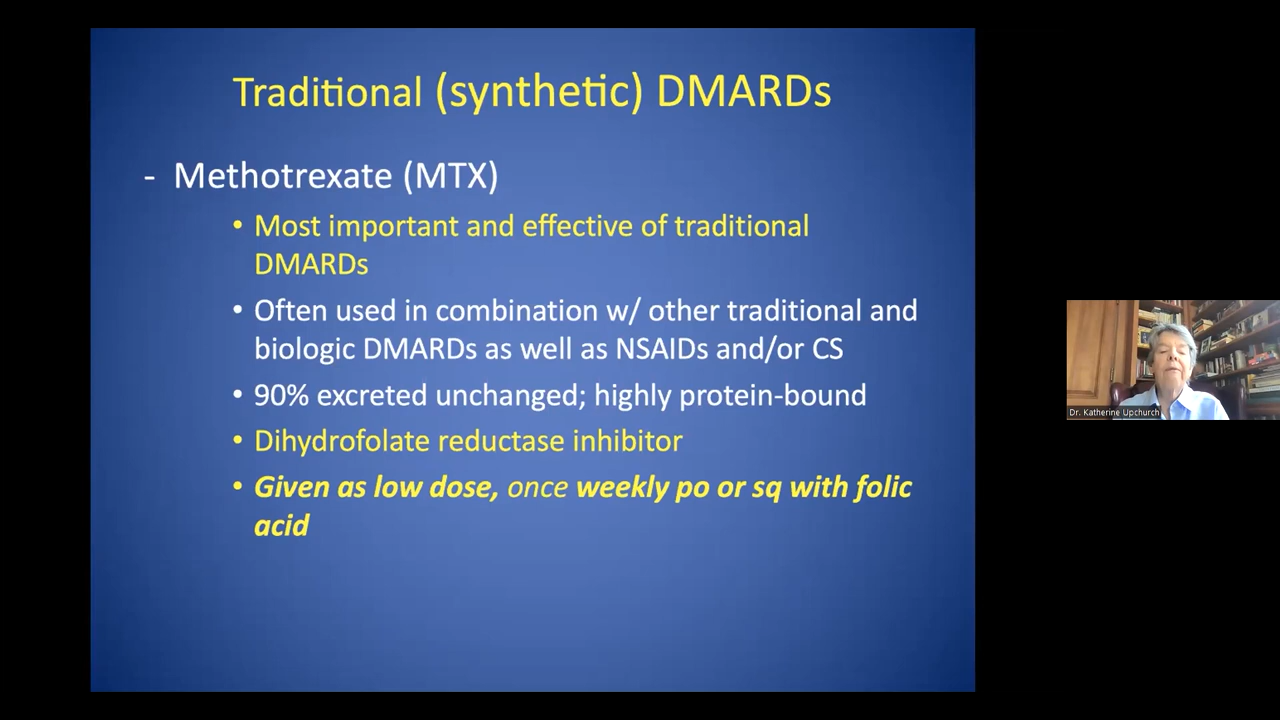 Traditional (synthetic) DMARDs
- Methotrexate (MTX)
• Most important and effective of traditional
DMARDs
• Often used in combination w/ other traditional and
biologic DMARDs as well as NSAIDs and/or CS
• 90% excreted unchanged; highly protein-bound
• Dihydrofolate reductase inhibitor
• Given as low dose, once weekly po or sq with folic
acid
Dr. Katherine Upchurch